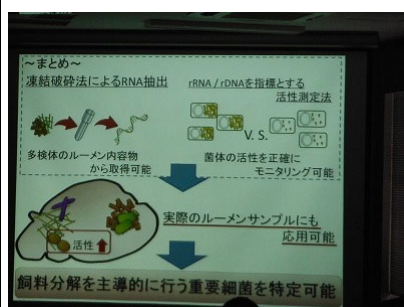 ～まとめ～
凍結破砕法によるRNA抽出
rRNA / rDNAを指標とする
活性測定法
V.S.
多検体のルーメン内容物
から取得可能
菌体の活性を正確に
モニタリング可能
活性
実際のルーメンサンプルにも
応用可能
飼料分解を主導的に行う重要細菌を特定可能